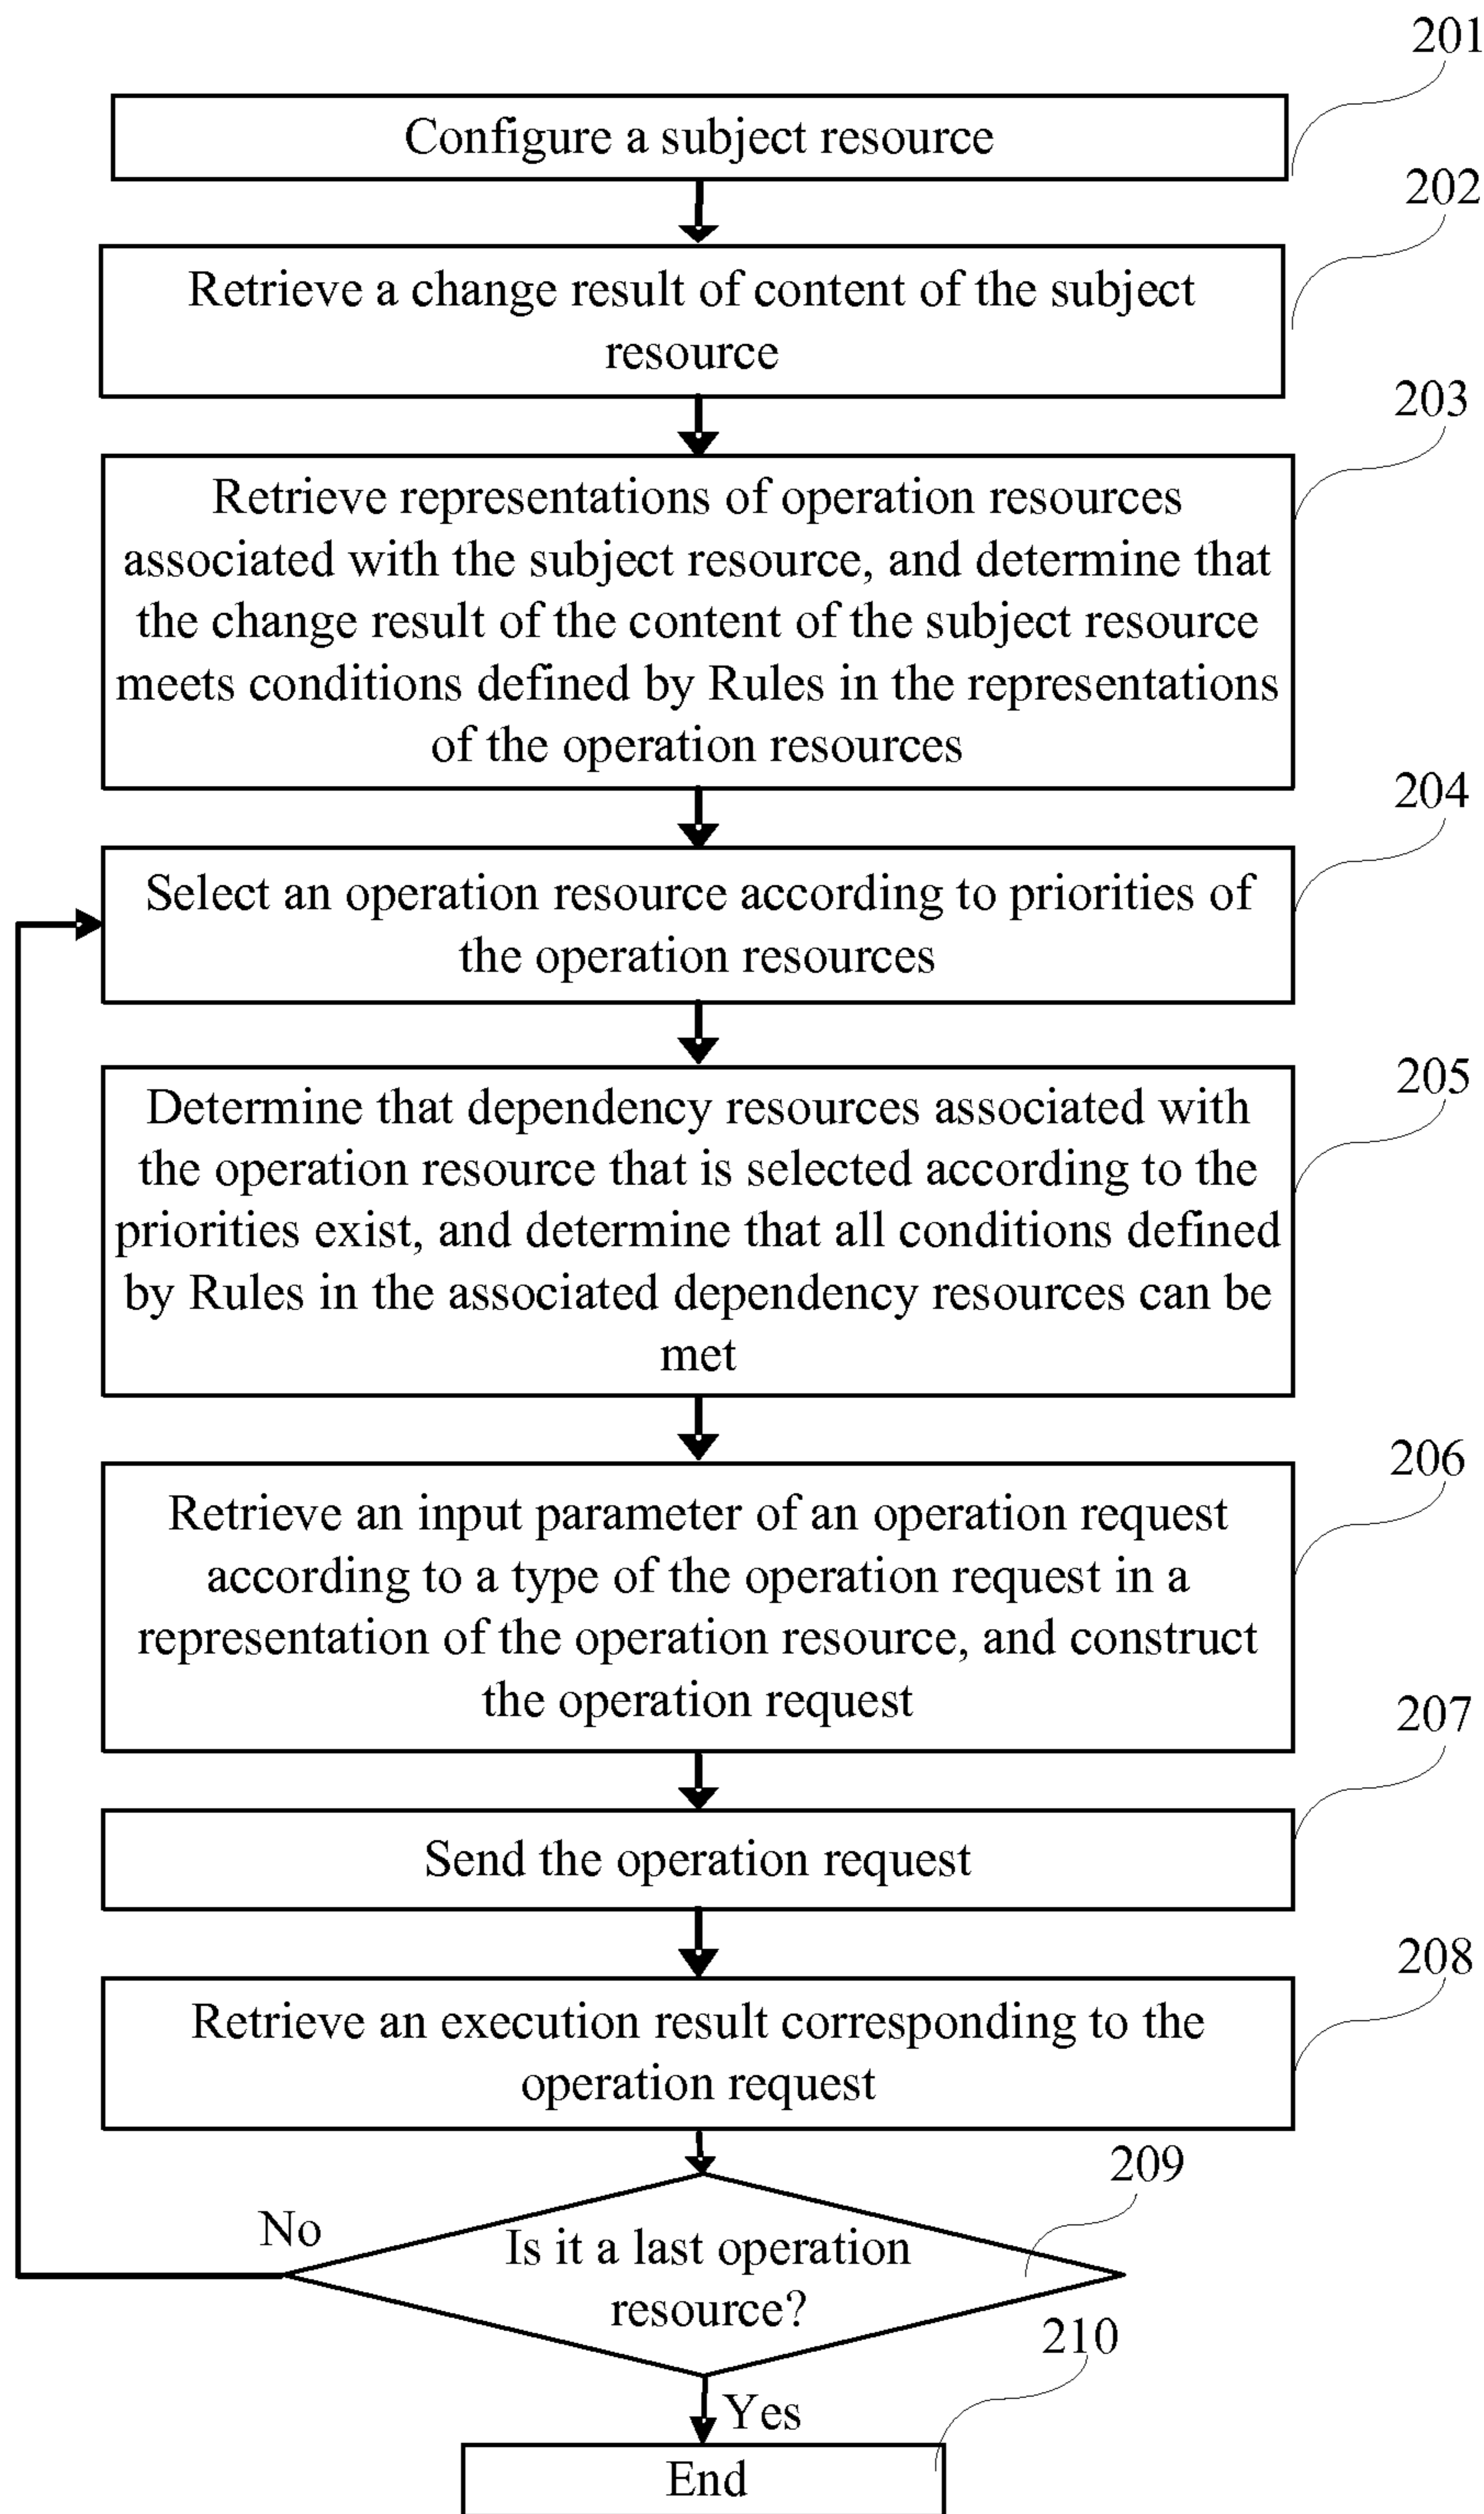 201
Configure a subject resource
202
Retrieve a change result of content of the subject
resource
203
Retrieve representations of operation resources
associated with the subject resource, and determine that
the change result of the content of the subject resource
meets conditions defined by Rules in the representations
of the operation resources
204
Select an operation resource according to priorities of
the operation resources
205
Determine that dependency resources associated with
the operation resource that is selected according to the
priorities exist, and determine that all conditions defined
by Rules in the associated dependency resources can be
met
206
Retrieve an input parameter of an operation request
according to a type of the operation request in a
representation of the operation resource, and construct
the operation request
207
Send the operation request
208
Retrieve an execution result corresponding to the
operation request
209
No
Is it a last operation
resource?
210
Yes
End